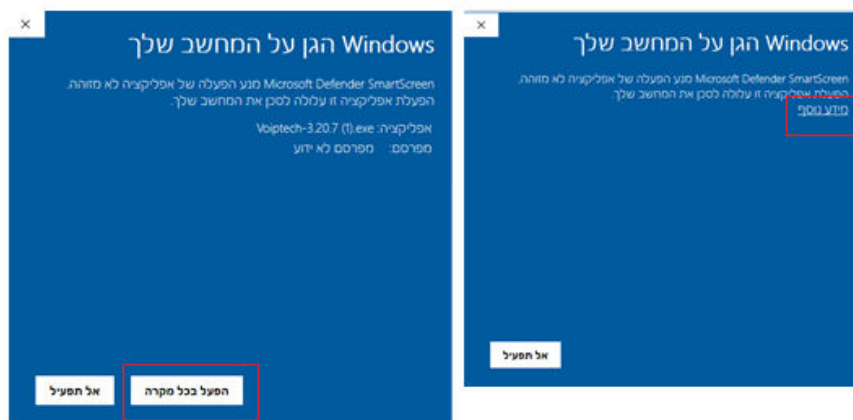 Windows הגן על המחשב שלך
Microsoft Defender SmartScreen מנע הפעלה של אפליקציה לא מזוהה.
הפעלת אפליקציה זו עלולה לסכן את המחשב שלך.
מידע נוסף
אל תפעיל
Windows הגן על המחשב שלך
Microsoft Defender SmartScreen מנע הפעלה של אפליקציה לא מזוהה.
הפעלת אפליקציה זו עלולה לסכן את המחשב שלך.
אפליקציה: Voiptech-3.20.7 (1).exe
מפרסם: מפרסם לא ידוע
הפעל בכל מקרה
אל תפעיל